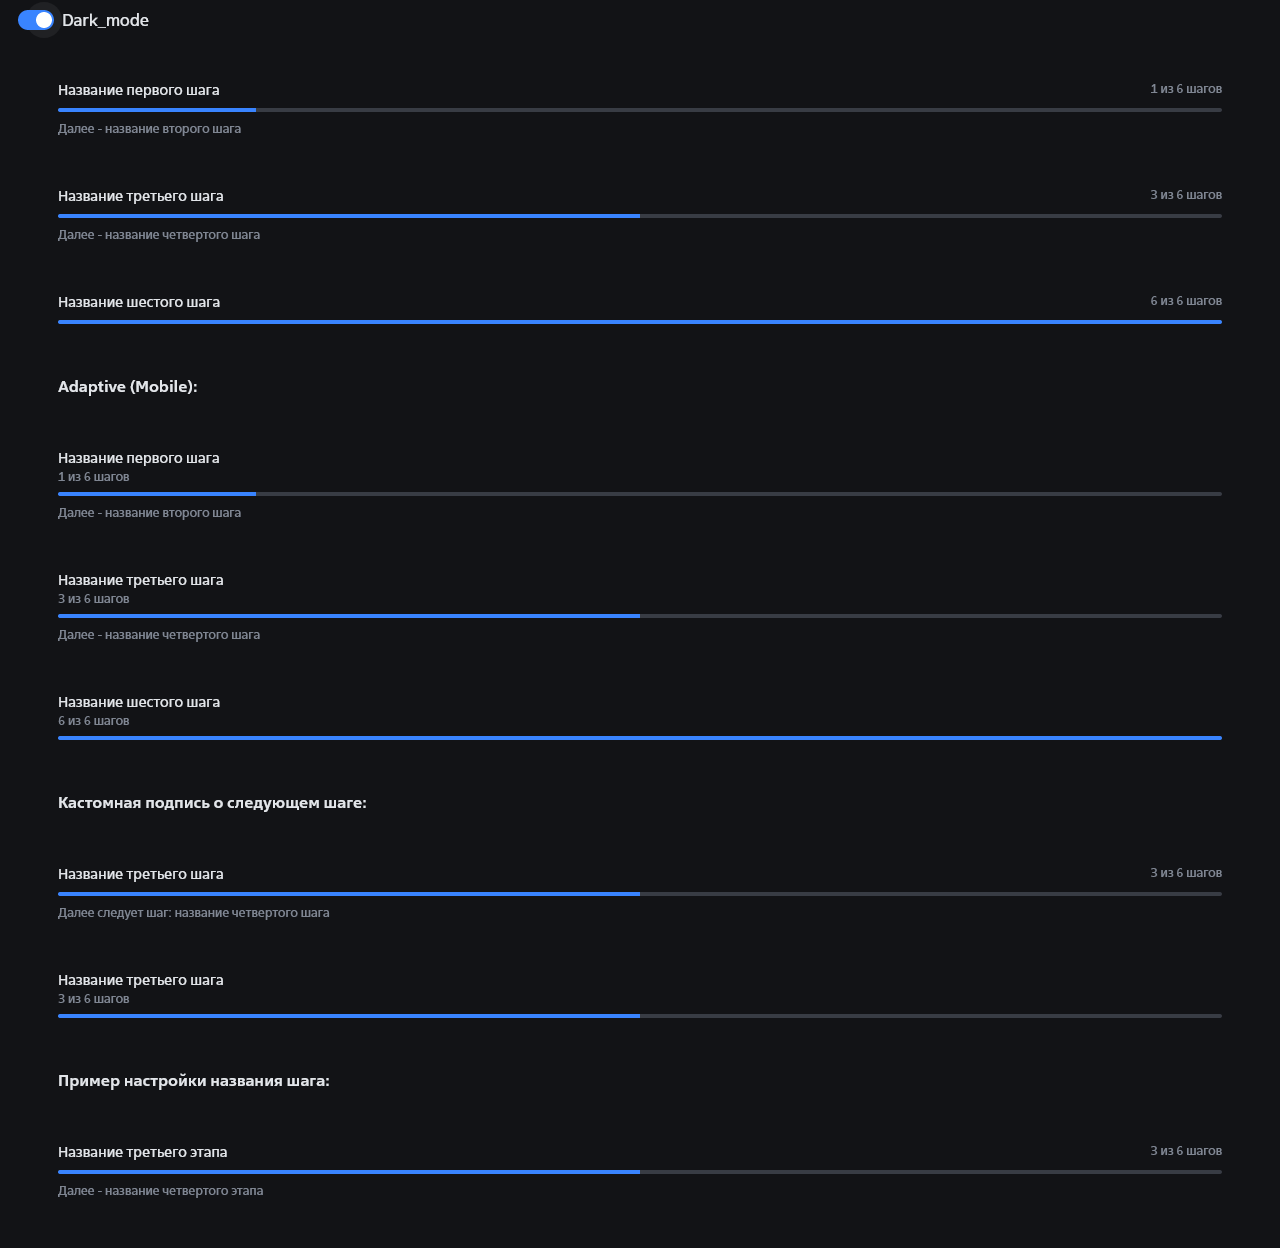 Dark_mode
Название первого шага
1 из 6 шагов
Далее - название второго шага
Название третьего шага
3 из 6 шагов
Далее - название четвертого шага
Название шестого шага
6 из 6 шагов
Adaptive (Mobile):
Название первого шага
1 из 6 шагов
Далее - название второго шага
Название третьего шага
3 из 6 шагов
Далее - название четвертого шага
Название шестого шага
6 из 6 шагов
Кастомная подпись о следующем шаге:
Название третьего шага
3 из 6 шагов
Далее следует шаг: название четвертого шага
Название третьего шага
3 из 6 шагов
Пример настройки названия шага:
Название третьего этапа
3 из 6 шагов
Далее - название четвертого этапа